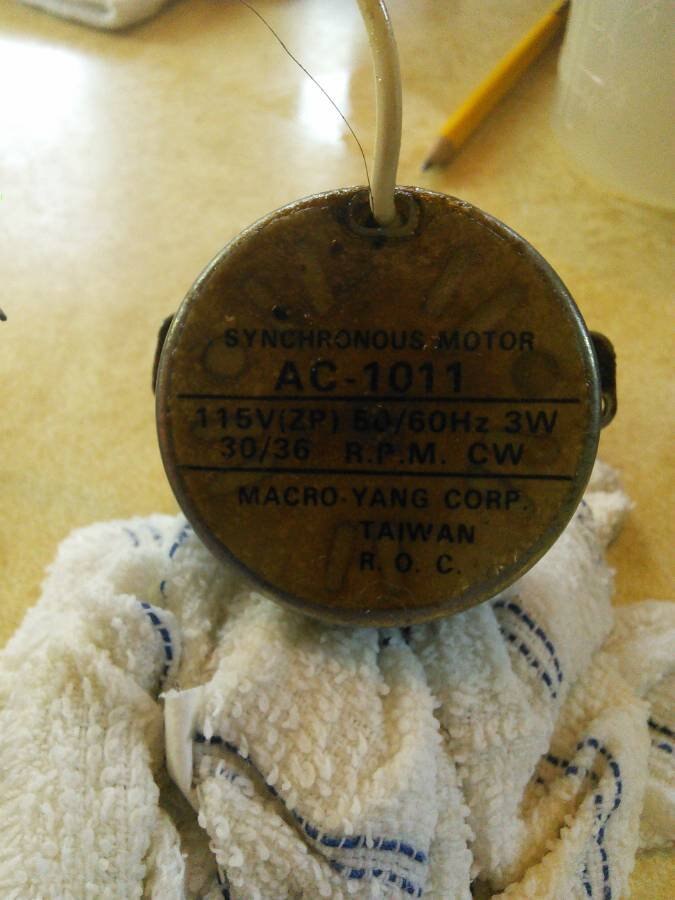 SYNCHRONOUS MOTOR
AC-1011
115V(ZP) 50/60Hz 3W
30/36 R.P.M. CW
MACRO-YANG CORP.
TAIWAN
R. O. C.